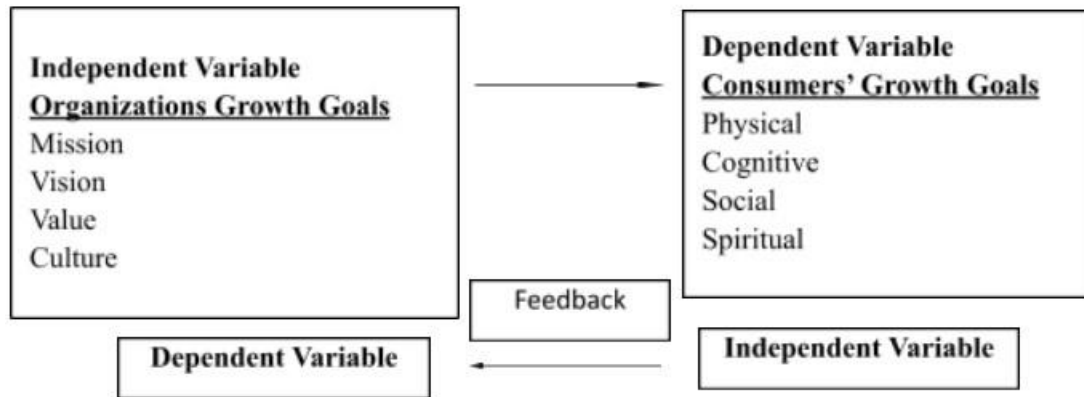 Independent Variable
Organizations Growth Goals
Mission
Vision
Value
Culture
Dependent Variable
Consumers’ Growth Goals
Physical
Cognitive
Social
Spiritual
Feedback
Dependent Variable
Independent Variable